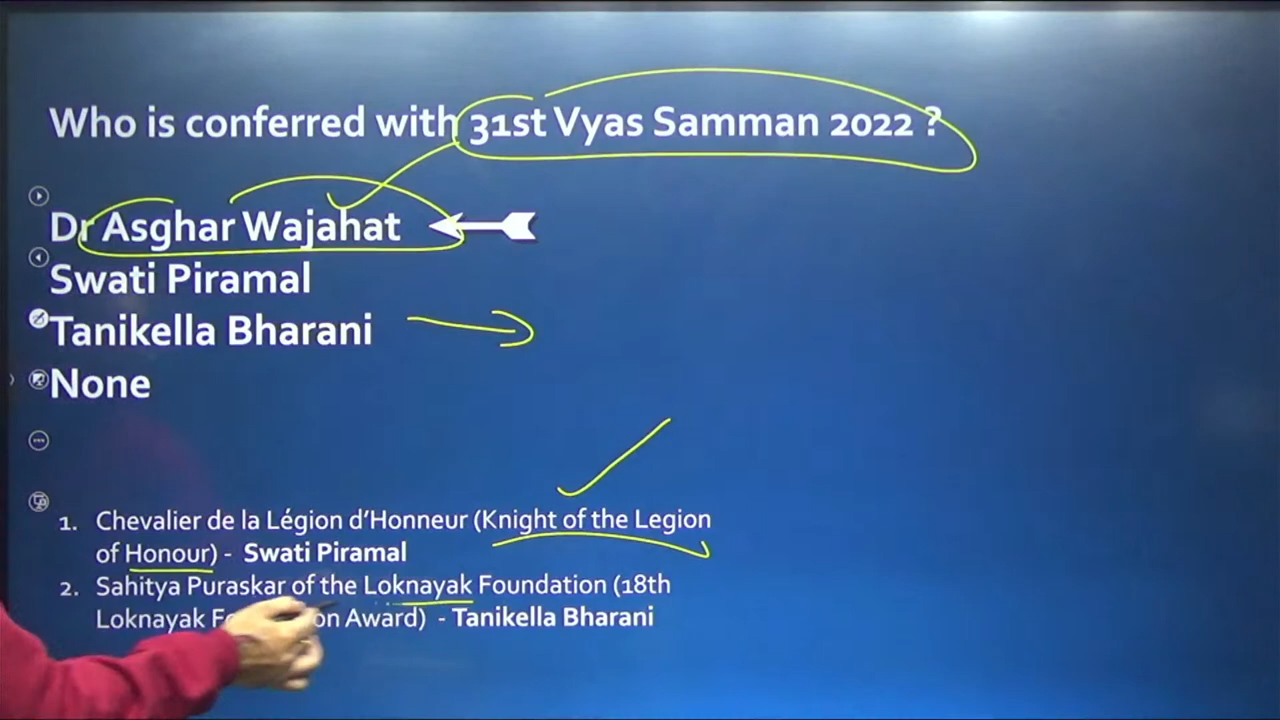 Who is conferred with 31st Vyas Samman 2022 ?
Dr Asghar Wajahat
Swati Piramal
Tanikella Bharani
None
1. Chevalier de la Légion d’Honneur (Knight of the Legion
of Honour) - Swati Piramal
2. Sahitya Puraskar of the Loknayak Foundation (18th
Loknayak Award) - Tanikella Bharani